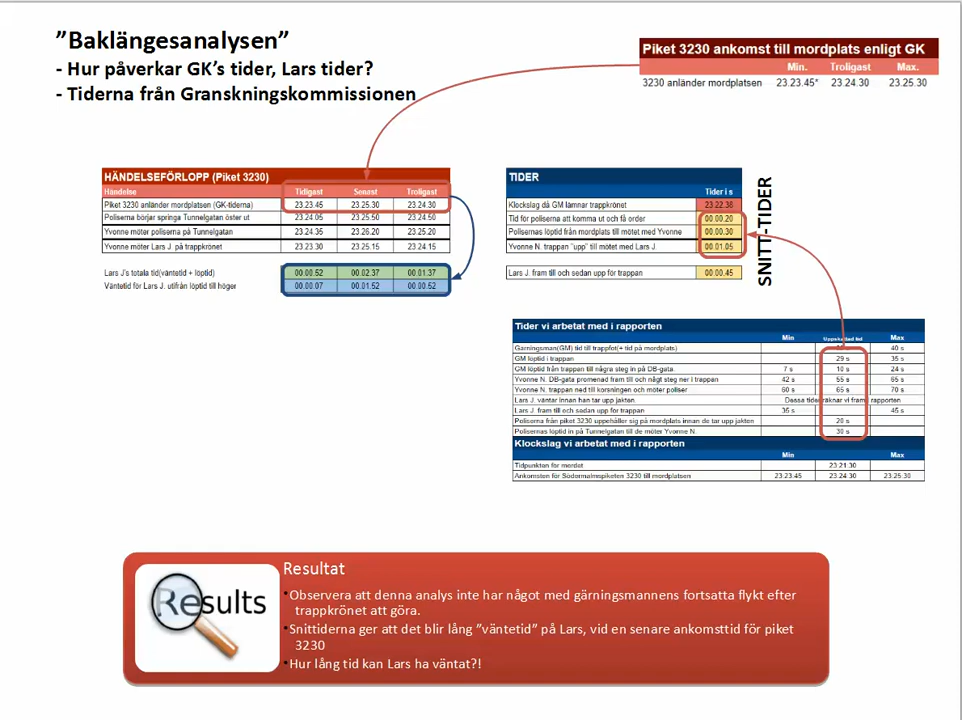 ”Baklängesanalysen”
- Hur påverkar GK’s tider, Lars tider?
- Tiderna från Granskningskommissionen
Piket 3230 ankomst till mordplats enligt GK
Min. Troligast Max.
3230 anländer mordplatsen 23.23.45* 23.24.30 23.25.30
HÄNDELSEFÖRLOPP (Piket 3230)
Händelse Tidigast Senast Troligast
Piket 3230 anländer mordplatsen (GK-tiderna) 23.23.45 23.25.30 23.24.30
Poliserna börjar springa Tunnelgatan öster ut 23.24.05 23.25.50 23.24.50
Yvonne möter poliserna på Tunnelgatan 23.24.35 23.26.20 23.25.20
Yvonne möter Lars J. på trappkrönet 23.23.30 23.25.15 23.24.15
Lars J's totala tid(väntetid + löptid) 00.00.52 00.02.37 00.01.37
Väntetid för Lars J. utifrån löptid till höger 00.00.07 00.01.52 00.00.52
TIDER
Tider i s
Klockslag då GM lämnar trappkrönet 23.22.38
Tid för poliserna att komma ut och få order 00.00.20
Polisernas löptid från mordplats till mötet med Yvonne 00.00.30
Yvonne N. trappan "upp" till mötet med Lars J. 00.01.05
Lars J. fram till och sedan upp för trappan 00.00.45
SNITT-TIDER
Tider vi arbetat med i rapporten
Min Uppskattad tid Max
Gärningsman(GM) tid till trappfot(+ tid på mordplats) 40 s
GM löptid i trappan 29 s 35 s
GM löptid från trappan till några steg in på DB-gata. 7 s 10 s 24 s
Yvonne N. DB-gata promenad fram till och någt steg ner i trappan 42 s 55 s 65 s
Yvonne N. trappan ned till korsningen och möter poliser 60 s 65 s 70 s
Lars J. väntar innan han tar upp jakten Dessa tider räknar vi fram i rapporten
Lars J. fram till och sedan upp för trappan 35 s 45 s
Poliserna från piket 3230 uppehåller sig på mordplats innan de tar upp jakten 20 s
Polisernas löptid in på Tunnelgatan till de möter Yvonne N. 30 s
Klockslag vi arbetat med i rapporten
Min Max
Tidpunkten för mordet 23:21:30
Ankomsten för Södermalmspiketen 3230 till mordplatsen 23:23:45 23:24:30 23:25:30
Results
Resultat
•Observera att denna analys inte har något med gärningsmannens fortsatta flykt efter
trappkrönet att göra.
•Snittiderna ger att det blir lång ”väntetid” på Lars, vid en senare ankomsttid för piket
3230
•Hur lång tid kan Lars ha väntat?!